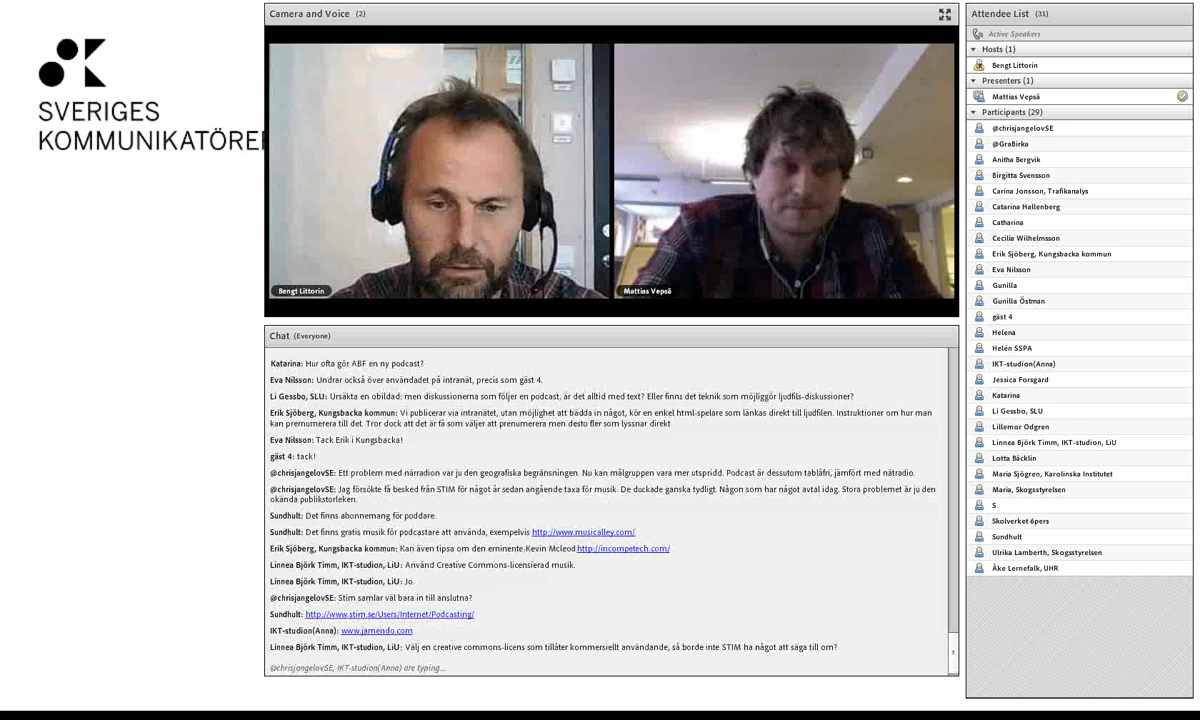 SVERIGES
KOMMUNIKATÖRER
Camera and Voice (2)
Bengt Littorin
Mattias Vepsä
Chat (Everyone)
Katarina: Hur ofta gör ABF en ny podcast?
Eva Nilsson: Undrar också över användadet på intranät, precis som gäst 4.
Li Gessbo, SLU: Ursäkta en obildad: men diskussionerna som följer en podcast, är det alltid med text? Eller finns det teknik som möjliggör ljudfils-diskussioner?
Erik Sjöberg, Kungsbacka kommun: Vi publicerar via intranätet, utan möjlighet att bädda in något, kör en enkel html-spelare som länkas direkt till ljudfilen. Instruktioner om hur man
kan prernumerera till det. Tror dock att det är få som väljer att prenumerera men desto fler som lyssnar direkt
Eva Nilsson: Tack Erik i Kungsbacka!
gäst 4: tack!
@chrisjangelovSE: Ett problem med närradion var ju den geografiska begränsningen. Nu kan målgruppen vara mer utspridd. Podcast är dessutom tablåfri, jämfört med närradio.
@chrisjangelovSE: Jag försökte få besked från STIM för något år sedan angående taxa för musik. De duckade ganska tydligt. Någon som har något avtal idag. Stora problemet är ju den
okända publikstorleken.
Sundhult: Det finns abonnemang för poddare.
Sundhult: Det finns gratis musik för podcastare att använda, exempelvis http://www.musicalley.com/
Erik Sjöberg, Kungsbacka kommun: Kan även tipsa om den eminente Kevin Mcleod http://incompetech.com/
Linnea Björk Timm, IKT-studion, LiU: Använd Creative Commons-licensierad musik.
Linnea Björk Timm, IKT-studion, LiU: Jo.
@chrisjangelovSE: Stim samlar väl bara in till anslutna?
Sundhult: http://www.stim.se/Users/Internet/Podcasting/
IKT-studion(Anna): www.jamendo.com
Linnea Björk Timm, IKT-studion, LiU: Välj en creative commons-licens som tillåter kommersiellt användande, så borde inte STIM ha något att säga till om?
@chrisjangelovSE, IKT-studion(Anna) are typing...
Attendee List (31)
Active Speakers
Hosts (1)
Bengt Littorin
Presenters (1)
Mattias Vepsä
Participants (29)
@chrisjangelovSE
@GraBirka
Anitha Bergvik
Birgitta Svensson
Carina Jonsson, Trafikanalys
Catarina Hallenberg
Catharina
Cecilia Wilhelmsson
Erik Sjöberg, Kungsbacka kommun
Eva Nilsson
Gunilla
Gunilla Östman
gäst 4
Helena
Helén SSPA
IKT-studion(Anna)
Jessica Forsgard
Katarina
Li Gessbo, SLU
Lillemor Odgren
Linnea Björk Timm, IKT-studion, LiU
Lotta Bäcklin
Maria Sjögren, Karolinska Institutet
Maria, Skogsstyrelsen
S
Skolverket 6pers
Sundhult
Ulrika Lamberth, Skogsstyrelsen
Åke Lernefalk, UHR